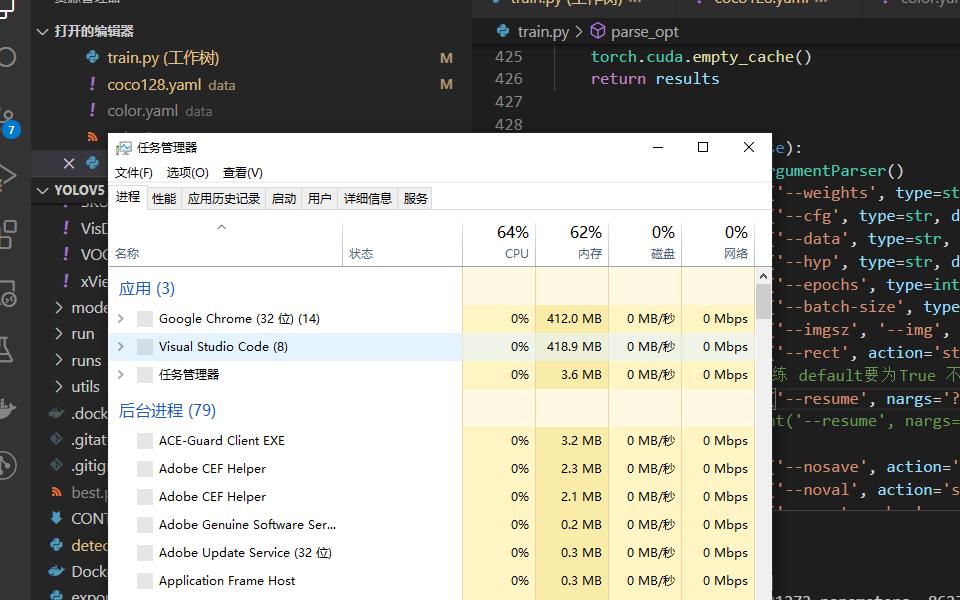 打开的编辑器
train.py (工作树) M
coco128.yaml data M
color.yaml data
7
YOLOV5
VisD
VOC
xVie
mode
run
runs
utils
.dock
.gitat
.gitig
best.p
CONT
detec
Docke
expor
train.py > parse_opt
425 torch.cuda.empty_cache()
426 return results
427
428
e):
rgumentParser()
'--weights', type=st
'--cfg', type=str, d
'--data', type=str,
'--hyp', type=str, d
'--epochs', type=int
'--batch-size', type
'--imgsz', '--img',
'--rect', action='st
练 default要为True 不
'--resume', nargs='?
nt('--resume', nargs=
'--nosave', action='
'--noval', action='s
任务管理器
文件(F) 选项(O) 查看(V)
进程 性能 应用历史记录 启动 用户 详细信息 服务
64% 62% 0% 0%
名称 状态 CPU 内存 磁盘 网络
应用 (3)
Google Chrome (32 位) (14) 0% 412.0 MB 0 MB/秒 0 Mbps
Visual Studio Code (8) 0% 418.9 MB 0 MB/秒 0 Mbps
任务管理器 0% 3.6 MB 0 MB/秒 0 Mbps
后台进程 (79)
ACE-Guard Client EXE 0% 3.2 MB 0 MB/秒 0 Mbps
Adobe CEF Helper 0% 2.3 MB 0 MB/秒 0 Mbps
Adobe CEF Helper 0% 2.1 MB 0 MB/秒 0 Mbps
Adobe Genuine Software Ser... 0% 0.2 MB 0 MB/秒 0 Mbps
Adobe Update Service (32 位) 0% 0.3 MB 0 MB/秒 0 Mbps
Application Frame Host 0% 0.3 MB 0 MB/秒 0 Mbps